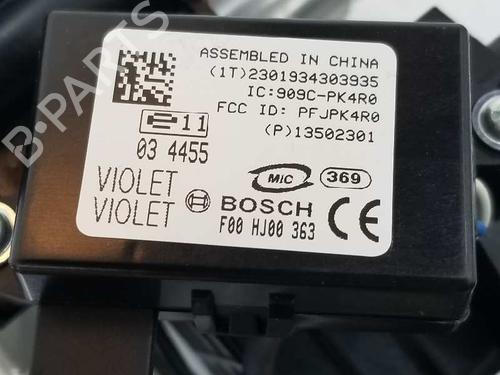 ASSEMBLED IN CHINA
(1T)2301934303935
IC:909C-PK4R0
FCC ID: PFJPK4R0
(P)13502301
e 11
03 4455
MiC 369
VIOLET
VIOLET
BOSCH
F00 HJ00 363
CE
B-PARTS